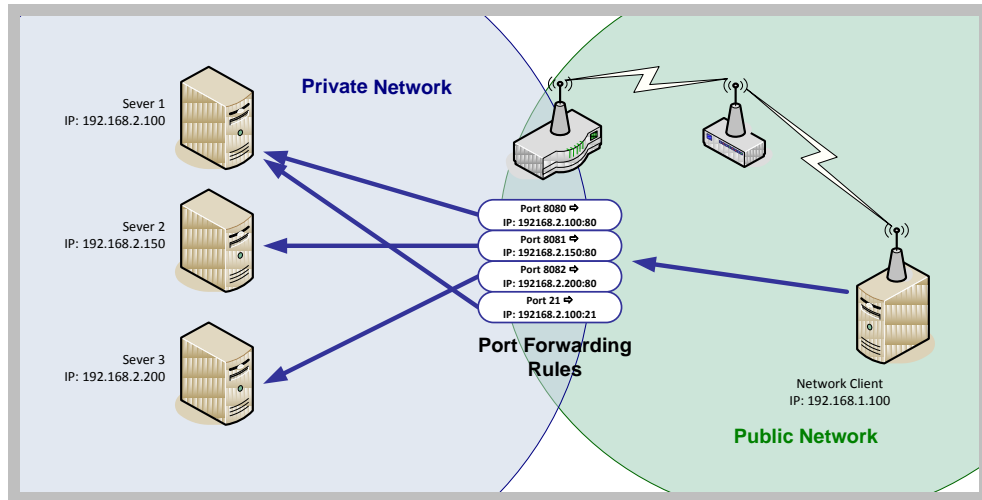 Private Network
Sever 1
IP: 192.168.2.100
Sever 2
IP: 192.168.2.150
Sever 3
IP: 192.168.2.200
Port 8080 ⇨
IP: 192168.2.100:80
Port 8081 ⇨
192168.2.150:80
Port 8082 ⇨
IP: 192168.2.200:80
Port 21 ⇨
IP: 192168.2.100:21
Port Forwarding
Rules
Network Client
IP: 192.168.1.100
Public Network